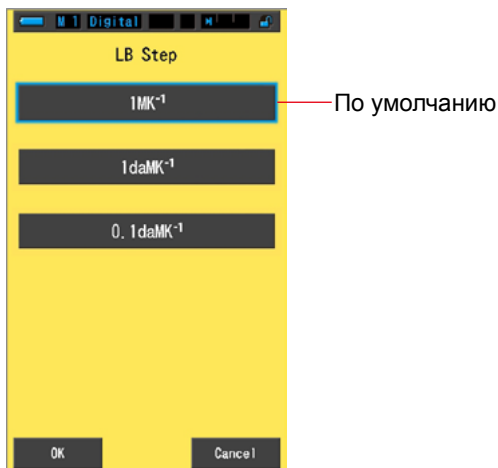 M 1 Digital
LB Step
1MK⁻¹
По умолчанию
1daMK⁻¹
0.1daMK⁻¹
OK
Cancel